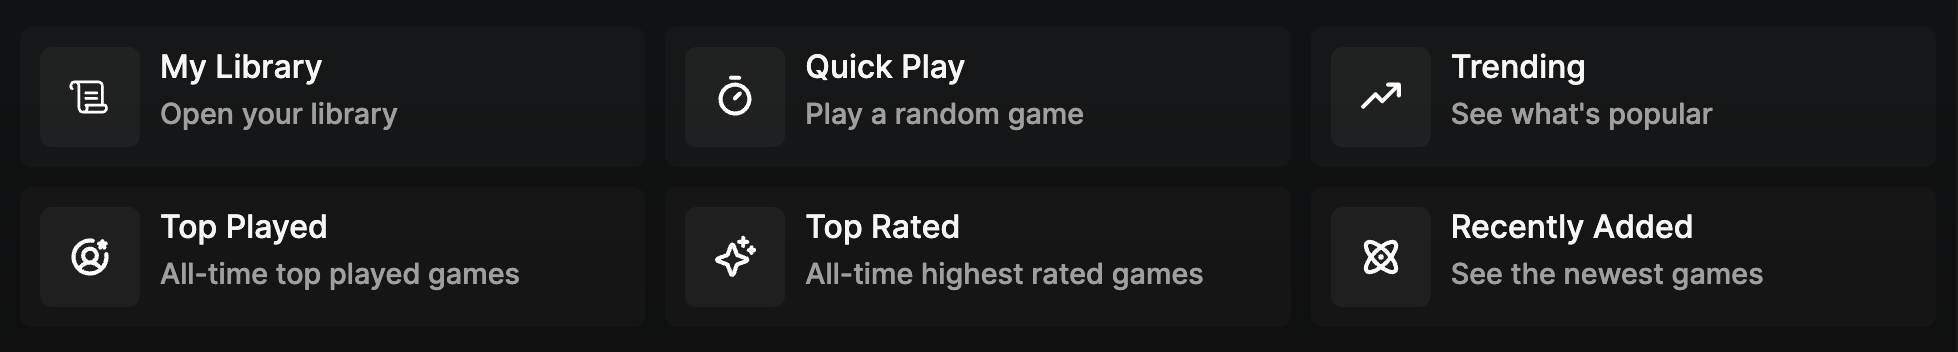 My Library
Open your library
Quick Play
Play a random game
Trending
See what's popular
Top Played
All-time top played games
Top Rated
All-time highest rated games
Recently Added
See the newest games